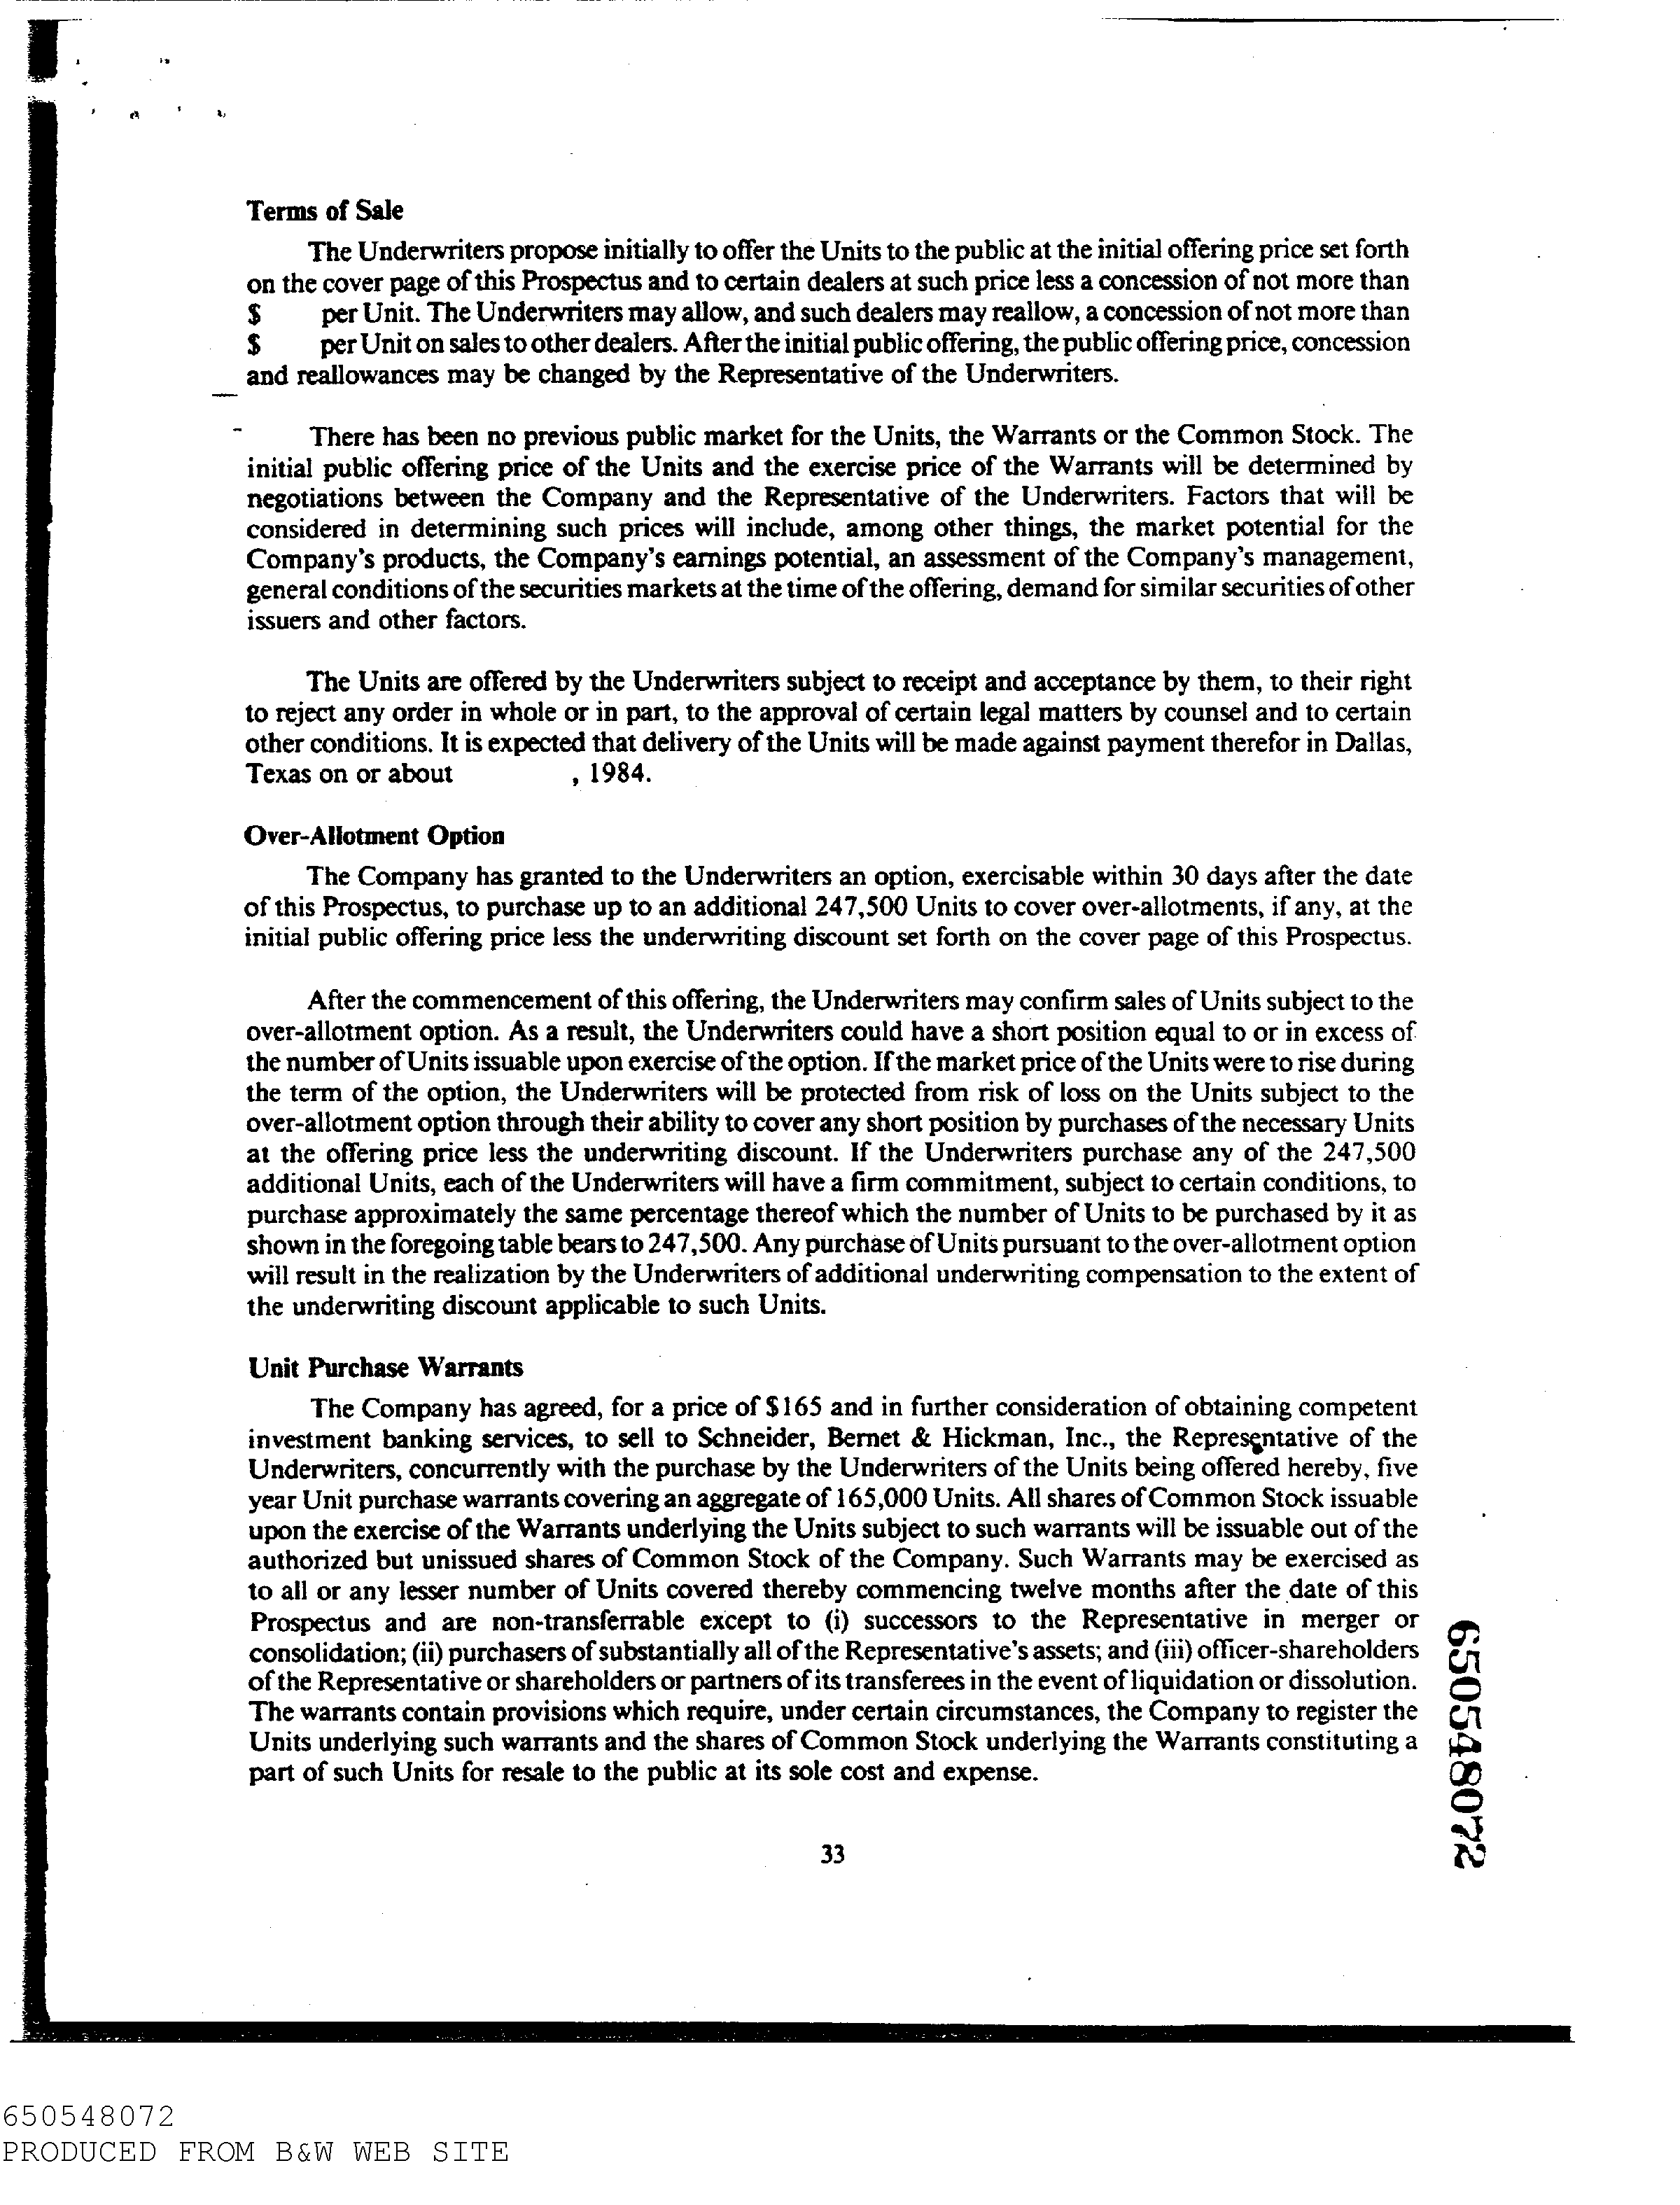 Terms of Sale
The Underwriters propose initially to offer the Units to the public at the initial offering price set forth
on the cover page of this Prospectus and to certain dealers at such price less a concession of not more than
$ per Unit. The Underwriters may allow, and such dealers may reallow, a concession of not more than
$ per Unit on sales to other dealers. After the initial public offering, the public offering price, concession
and reallowances may be changed by the Representative of the Underwriters.
There has been no previous public market for the Units, the Warrants or the Common Stock. The
initial public offering price of the Units and the exercise price of the Warrants will be determined by
negotiations between the Company and the Representative of the Underwriters. Factors that will be
considered in determining such prices will include, among other things, the market potential for the
Company's products, the Company's earnings potential, an assessment of the Company's management,
general conditions of the securities markets at the time of the offering, demand for similar securities of other
issuers and other factors.
The Units are offered by the Underwriters subject to receipt and acceptance by them, to their right
to reject any order in whole or in part, to the approval of certain legal matters by counsel and to certain
other conditions. It is expected that delivery of the Units will be made against payment therefor in Dallas,
Texas on or about , 1984.
Over-Allotment Option
The Company has granted to the Underwriters an option, exercisable within 30 days after the date
of this Prospectus, to purchase up to an additional 247,500 Units to cover over-allotments, if any, at the
initial public offering price less the underwriting discount set forth on the cover page of this Prospectus.
After the commencement of this offering, the Underwriters may confirm sales of Units subject to the
over-allotment option. As a result, the Underwriters could have a short position equal to or in excess of
the number of Units issuable upon exercise of the option. If the market price of the Units were to rise during
the term of the option, the Underwriters will be protected from risk of loss on the Units subject to the
over-allotment option through their ability to cover any short position by purchases of the necessary Units
at the offering price less the underwriting discount. If the Underwriters purchase any of the 247,500
additional Units, each of the Underwriters will have a firm commitment, subject to certain conditions, to
purchase approximately the same percentage thereof which the number of Units to be purchased by it as
shown in the foregoing table bears to 247,500. Any purchase of Units pursuant to the over-allotment option
will result in the realization by the Underwriters of additional underwriting compensation to the extent of
the underwriting discount applicable to such Units.
Unit Purchase Warrants
The Company has agreed, for a price of $165 and in further consideration of obtaining competent
investment banking services, to sell to Schneider, Bernet & Hickman, Inc., the Representative of the
Underwriters, concurrently with the purchase by the Underwriters of the Units being offered hereby, five
year Unit purchase warrants covering an aggregate of 165,000 Units. All shares of Common Stock issuable
upon the exercise of the Warrants underlying the Units subject to such warrants will be issuable out of the
authorized but unissued shares of Common Stock of the Company. Such Warrants may be exercised as
to all or any lesser number of Units covered thereby commencing twelve months after the date of this
Prospectus and are non-transferrable except to (i) successors to the Representative in merger or
consolidation; (ii) purchasers of substantially all of the Representative's assets; and (iii) officer-shareholders
of the Representative or shareholders or partners of its transferees in the event of liquidation or dissolution.
The warrants contain provisions which require, under certain circumstances, the Company to register the
Units underlying such warrants and the shares of Common Stock underlying the Warrants constituting a
part of such Units for resale to the public at its sole cost and expense.
33
650548072
650548072
PRODUCED FROM B&W WEB SITE